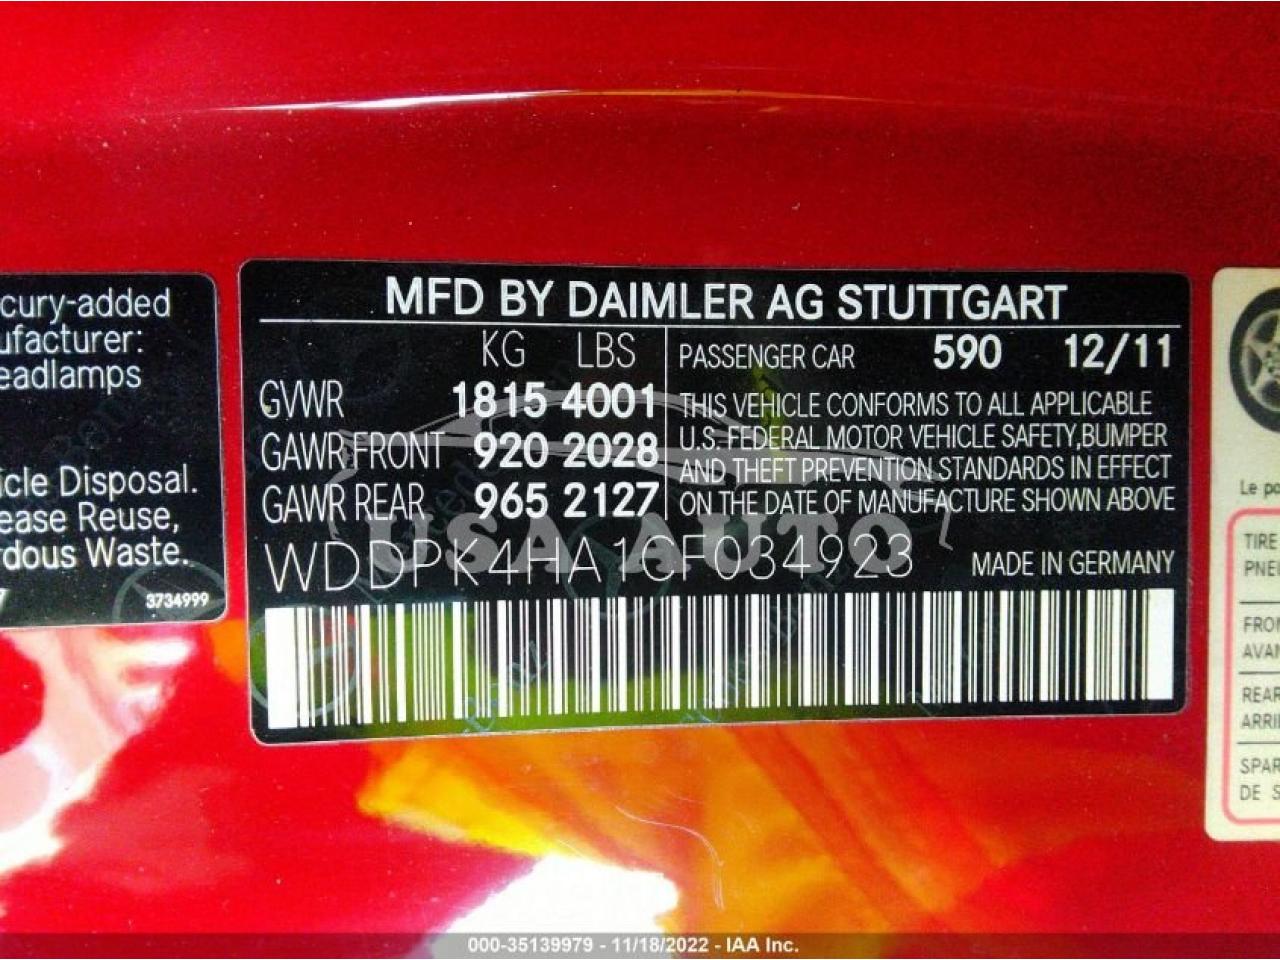 cury-added
ufacturer:
eadlamps
icle Disposal.
ease Reuse,
rdous Waste.
3734999
MFD BY DAIMLER AG STUTTGART
KG LBS
GVWR 1815 4001
GAWR FRONT 920 2028
GAWR REAR 965 2127
PASSENGER CAR 590 12/11
THIS VEHICLE CONFORMS TO ALL APPLICABLE
U.S. FEDERAL MOTOR VEHICLE SAFETY,BUMPER
AND THEFT PREVENTION STANDARDS IN EFFECT
ON THE DATE OF MANUFACTURE SHOWN ABOVE
USA AUTO
WDDPK4HA1CF034923 MADE IN GERMANY
Le po
TIRE
PNEU
FRON
AVAN
REAR
ARRI
SPAR
DE S
000-35139979 - 11/18/2022 - IAA Inc.